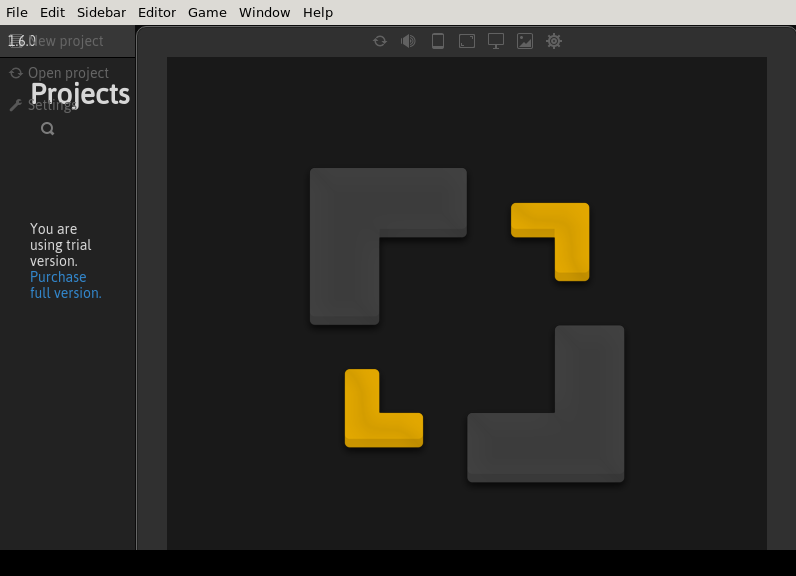 File Edit Sidebar Editor Game Window Help
1.6.0
New project
Open project
Projects
Settings
You are
using trial
version.
Purchase
full version.